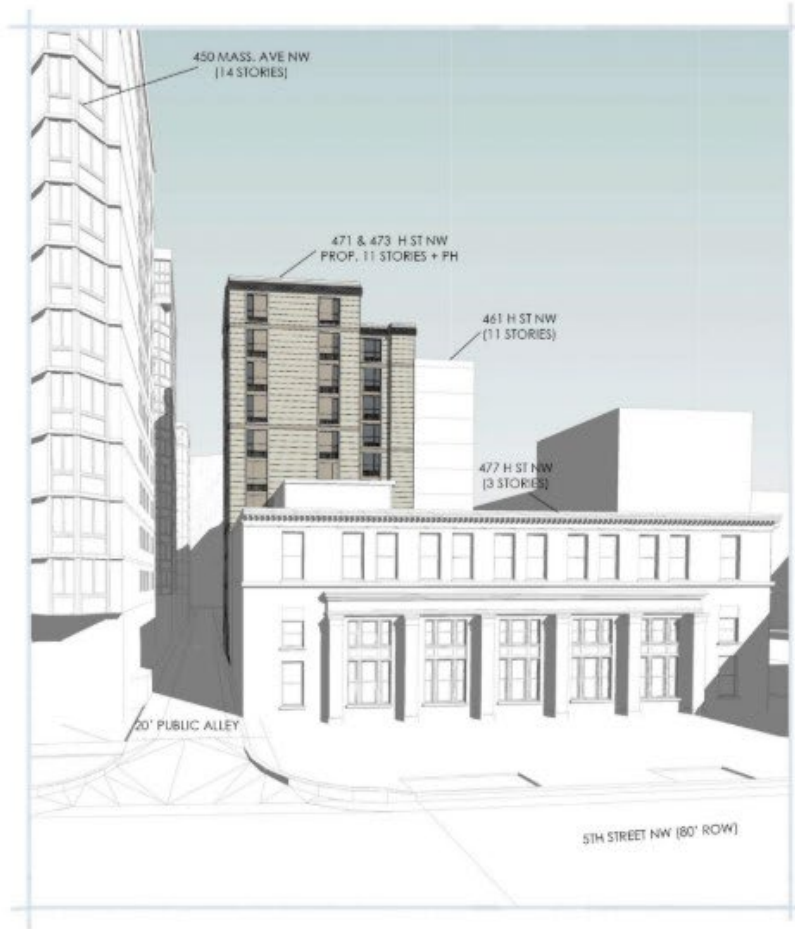 450 MASS. AVE NW
(14 STORIES)
471 & 473 H ST NW
PROP. 11 STORIES + PH
461 H ST NW
(11 STORIES)
477 H ST NW
(3 STORIES)
20' PUBLIC ALLEY
5TH STREET NW (80' ROW)